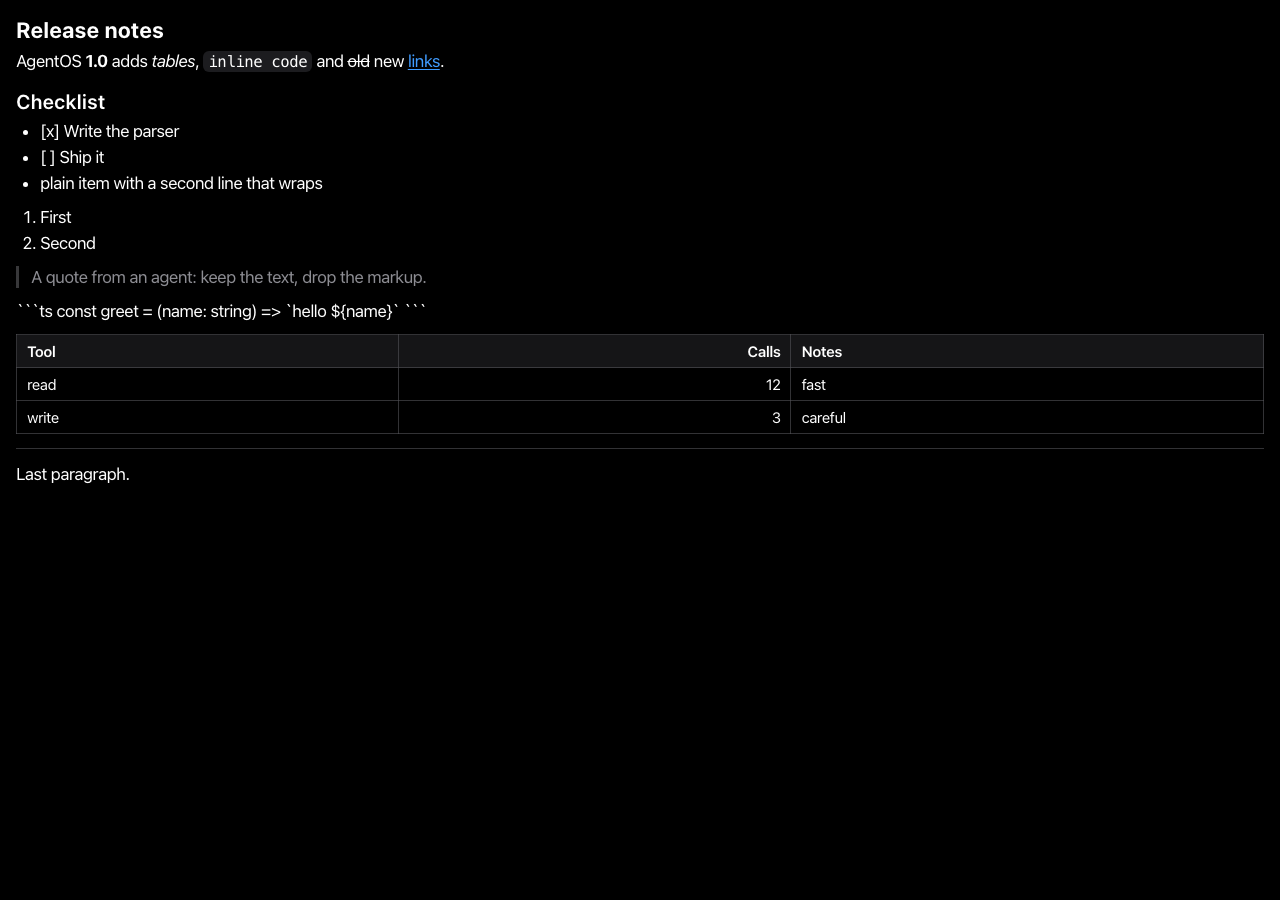 Release notes
AgentOS 1.0 adds tables, inline code and old new links.
Checklist
• [x] Write the parser
• [ ] Ship it
• plain item with a second line that wraps
1. First
2. Second
A quote from an agent: keep the text, drop the markup.
```ts const greet = (name: string) => `hello ${name}` ```
Tool Calls Notes
read 12 fast
write 3 careful
Last paragraph.